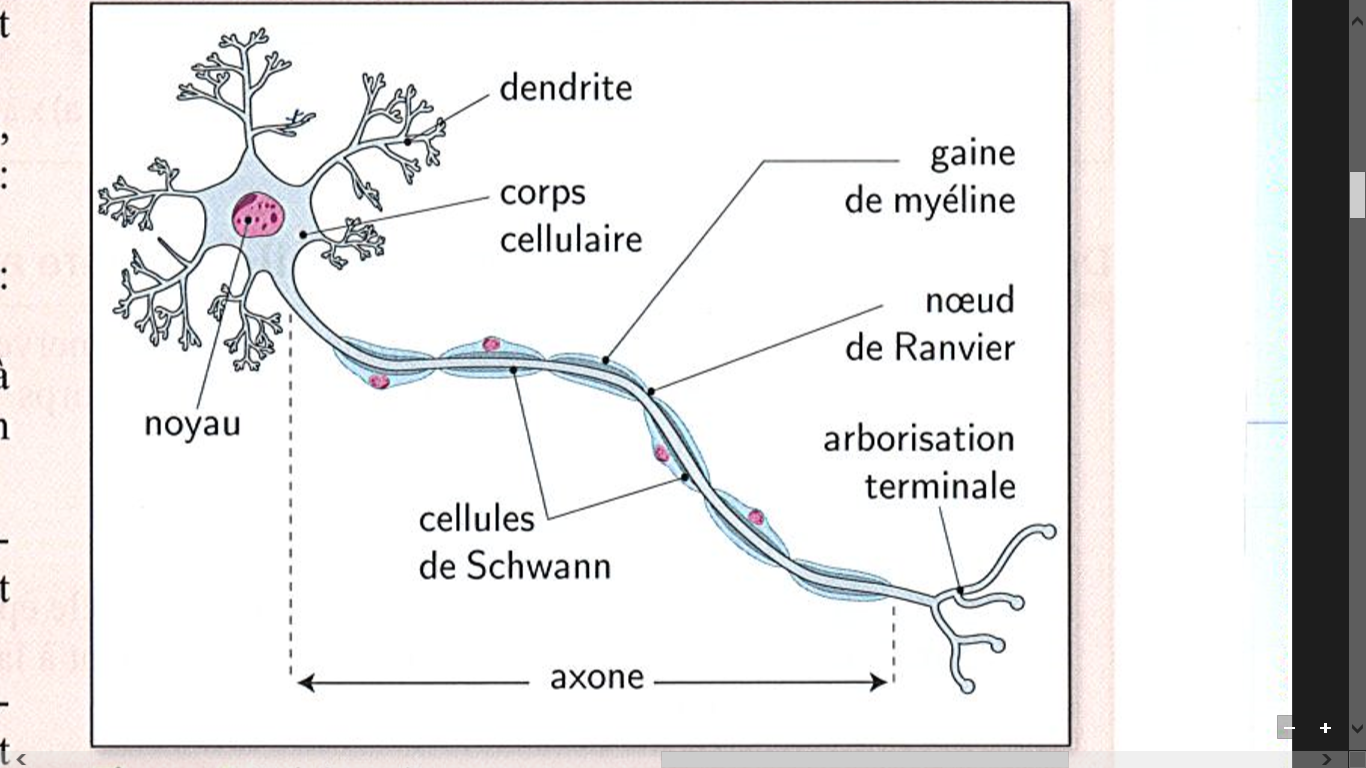 dendrite
corps
cellulaire
gaine
de myéline
nœud
de Ranvier
noyau
arborisation
terminale
cellules
de Schwann
axone